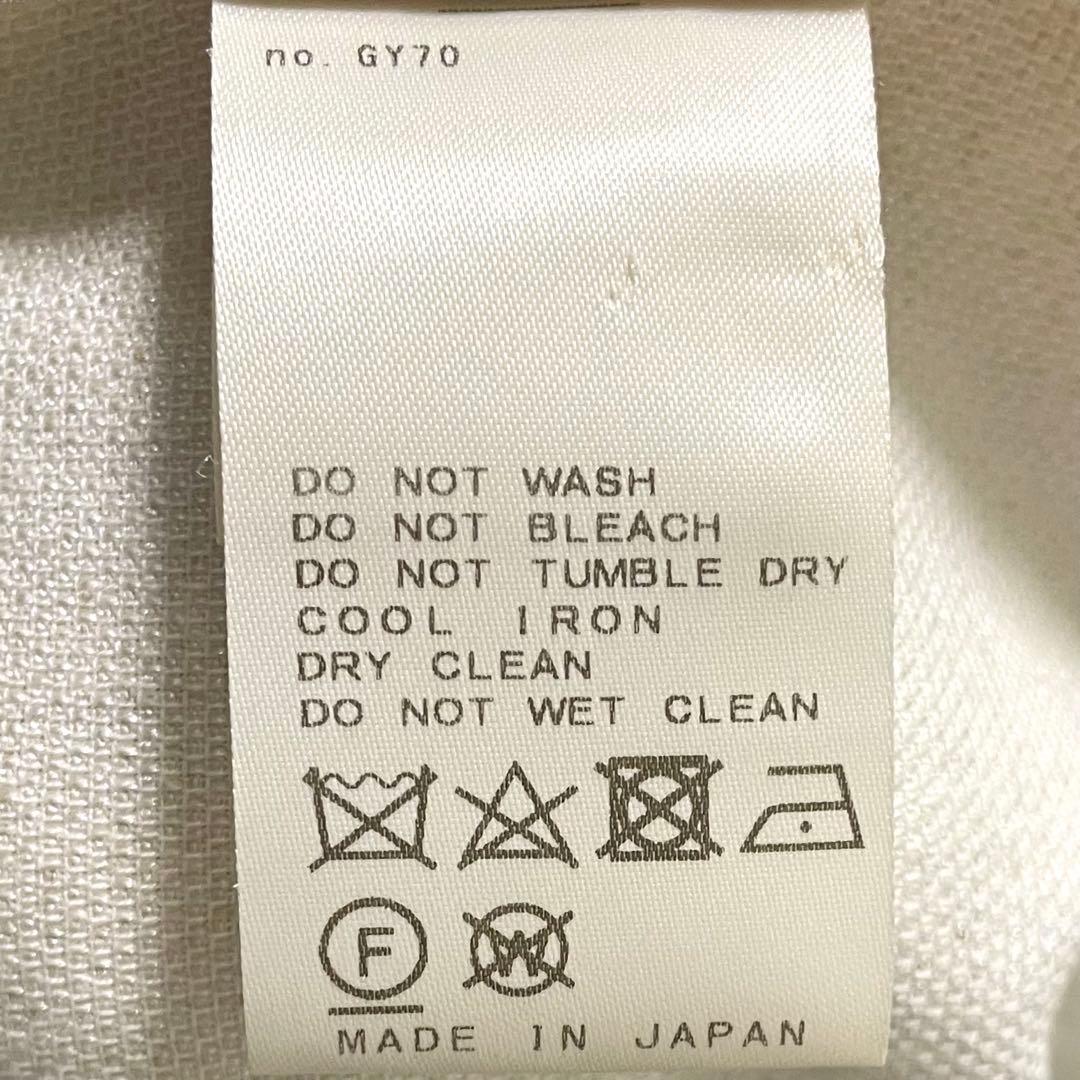 no. GY70
DO NOT WASH
DO NOT BLEACH
DO NOT TUMBLE DRY
COOL IRON
DRY CLEAN
DO NOT WET CLEAN
F
W
MADE IN JAPAN